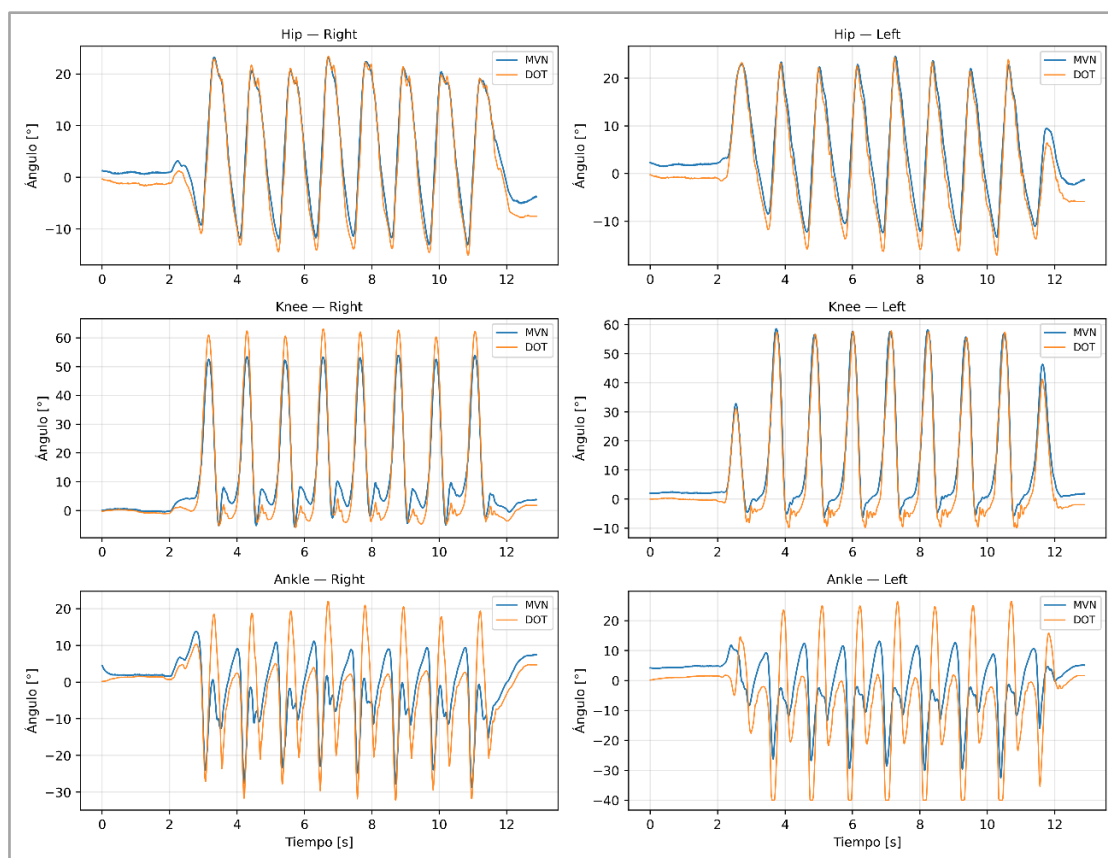 Hip — Right
Ángulo [°]
20
10
0
−10
0 2 4 6 8 10 12
MVN
DOT
Hip — Left
Ángulo [°]
20
10
0
−10
0 2 4 6 8 10 12
MVN
DOT
Knee — Right
Ángulo [°]
60
50
40
30
20
10
0
0 2 4 6 8 10 12
MVN
DOT
Knee — Left
Ángulo [°]
60
50
40
30
20
10
0
−10
0 2 4 6 8 10 12
MVN
DOT
Ankle — Right
Ángulo [°]
20
10
0
−10
−20
−30
0 2 4 6 8 10 12
Tiempo [s]
MVN
DOT
Ankle — Left
Ángulo [°]
20
10
0
−10
−20
−30
−40
0 2 4 6 8 10 12
Tiempo [s]
MVN
DOT